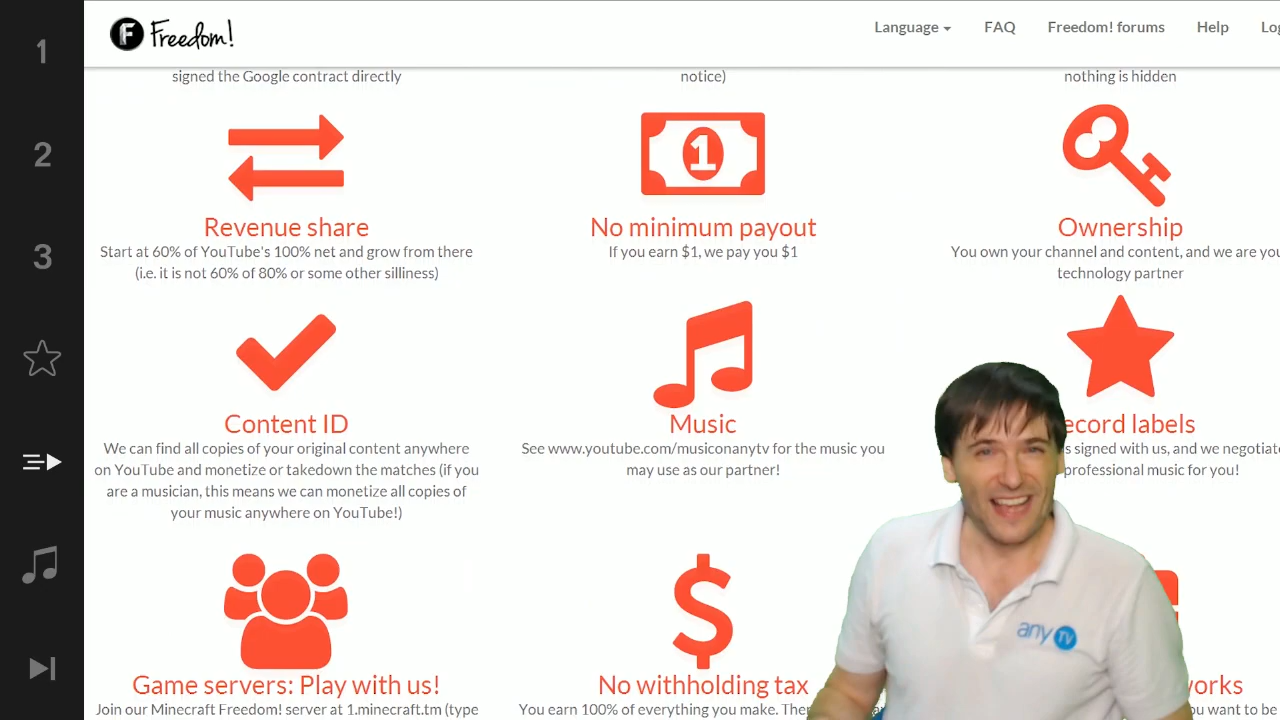 1
2
3
F Freedom!
Language
FAQ
Freedom! forums
Help
signed the Google contract directly
notice)
nothing is hidden
1
Revenue share
Start at 60% of YouTube's 100% net and grow from there
(i.e. it is not 60% of 80% or some other silliness)
No minimum payout
If you earn $1, we pay you $1
Ownership
You own your channel and content, and we are
technology partner
Content ID
We can find all copies of your original content anywhere
on YouTube and monetize or takedown the matches (if you
are a musician, this means we can monetize all copies of
your music anywhere on YouTube!)
Music
See www.youtube.com/musiconanytv for the music you
may use as our partner!
ecord labels
s signed with us, and we negotiate
professional music for you!
Game servers: Play with us!
Join our Minecraft Freedom! server at 1.minecraft.tm (type
$
No withholding tax
You earn 100% of everything you make.
any TV
works
you want to be